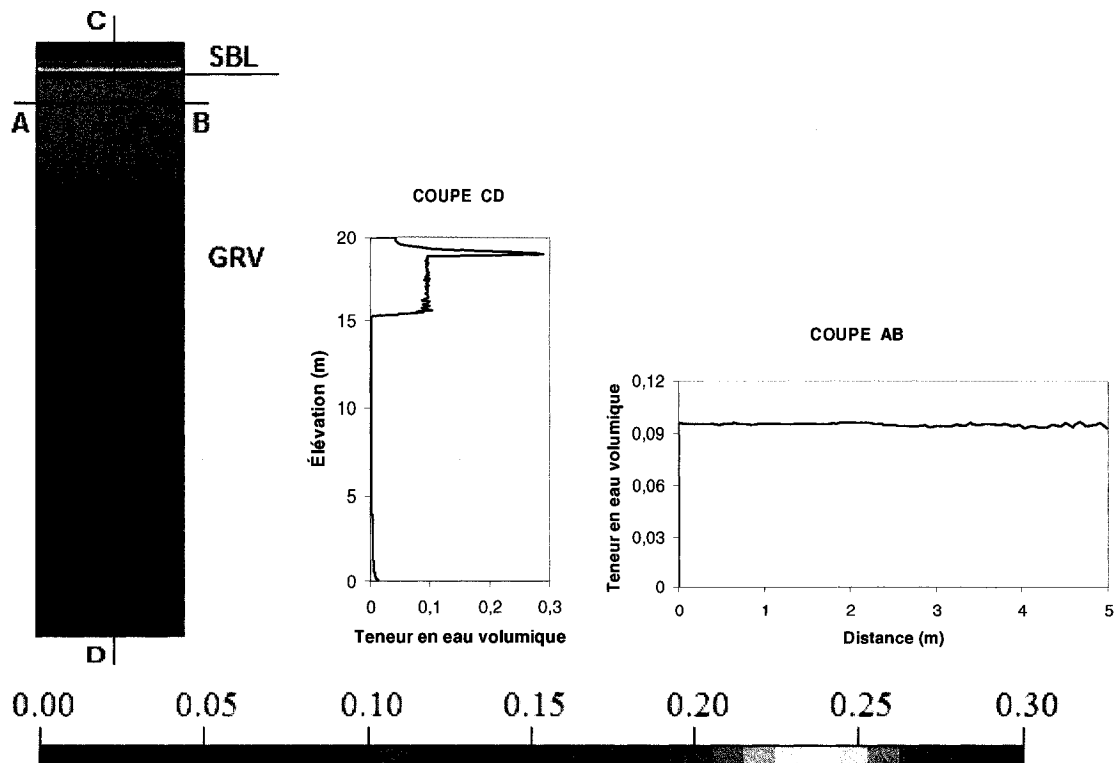 C
SBL
A
B
GRV
D
COUPE CD
Élévation (m)
20
15
10
5
0
0
0,1
0,2
0,3
Teneur en eau volumique
COUPE AB
Teneur en eau volumique
0,12
0,09
0,06
0,03
0
0
1
2
3
4
5
Distance (m)
0.00
0.05
0.10
0.15
0.20
0.25
0.30